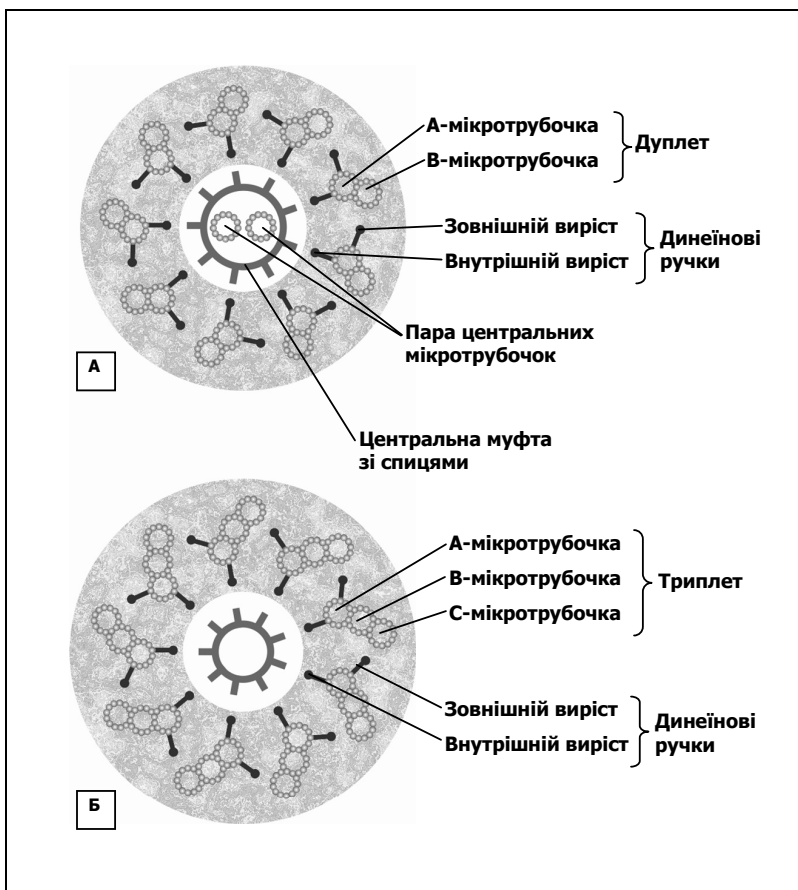 А-мікротрубочка
В-мікротрубочка
Дуплет
Зовнішній виріст
Внутрішній виріст
Динеїнові
ручки
Пара центральних
мікротрубочок
А
Центральна муфта
зі спицями
А-мікротрубочка
В-мікротрубочка
С-мікротрубочка
Триплет
Зовнішній виріст
Внутрішній виріст
Динеїнові
ручки
Б